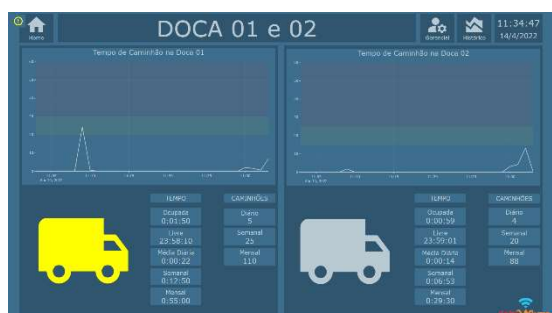 DOCA 01 e 02
Home
Gerencial
Histórico
11:34:47
14/4/2022
Tempo de Caminhão na Doca 01
Tempo de Caminhão na Doca 02
TEMPO
CAMINHÕES
Ocupada
0:01:50
Livre
23:58:10
Média Diária
0:00:22
Semanal
0:12:50
Mensal
0:55:00
Diário
5
Semanal
25
Mensal
110
TEMPO
CAMINHÕES
Ocupada
0:00:59
Livre
23:59:01
Média Diária
0:00:14
Semanal
0:06:53
Mensal
0:29:30
Diário
4
Semanal
20
Mensal
88